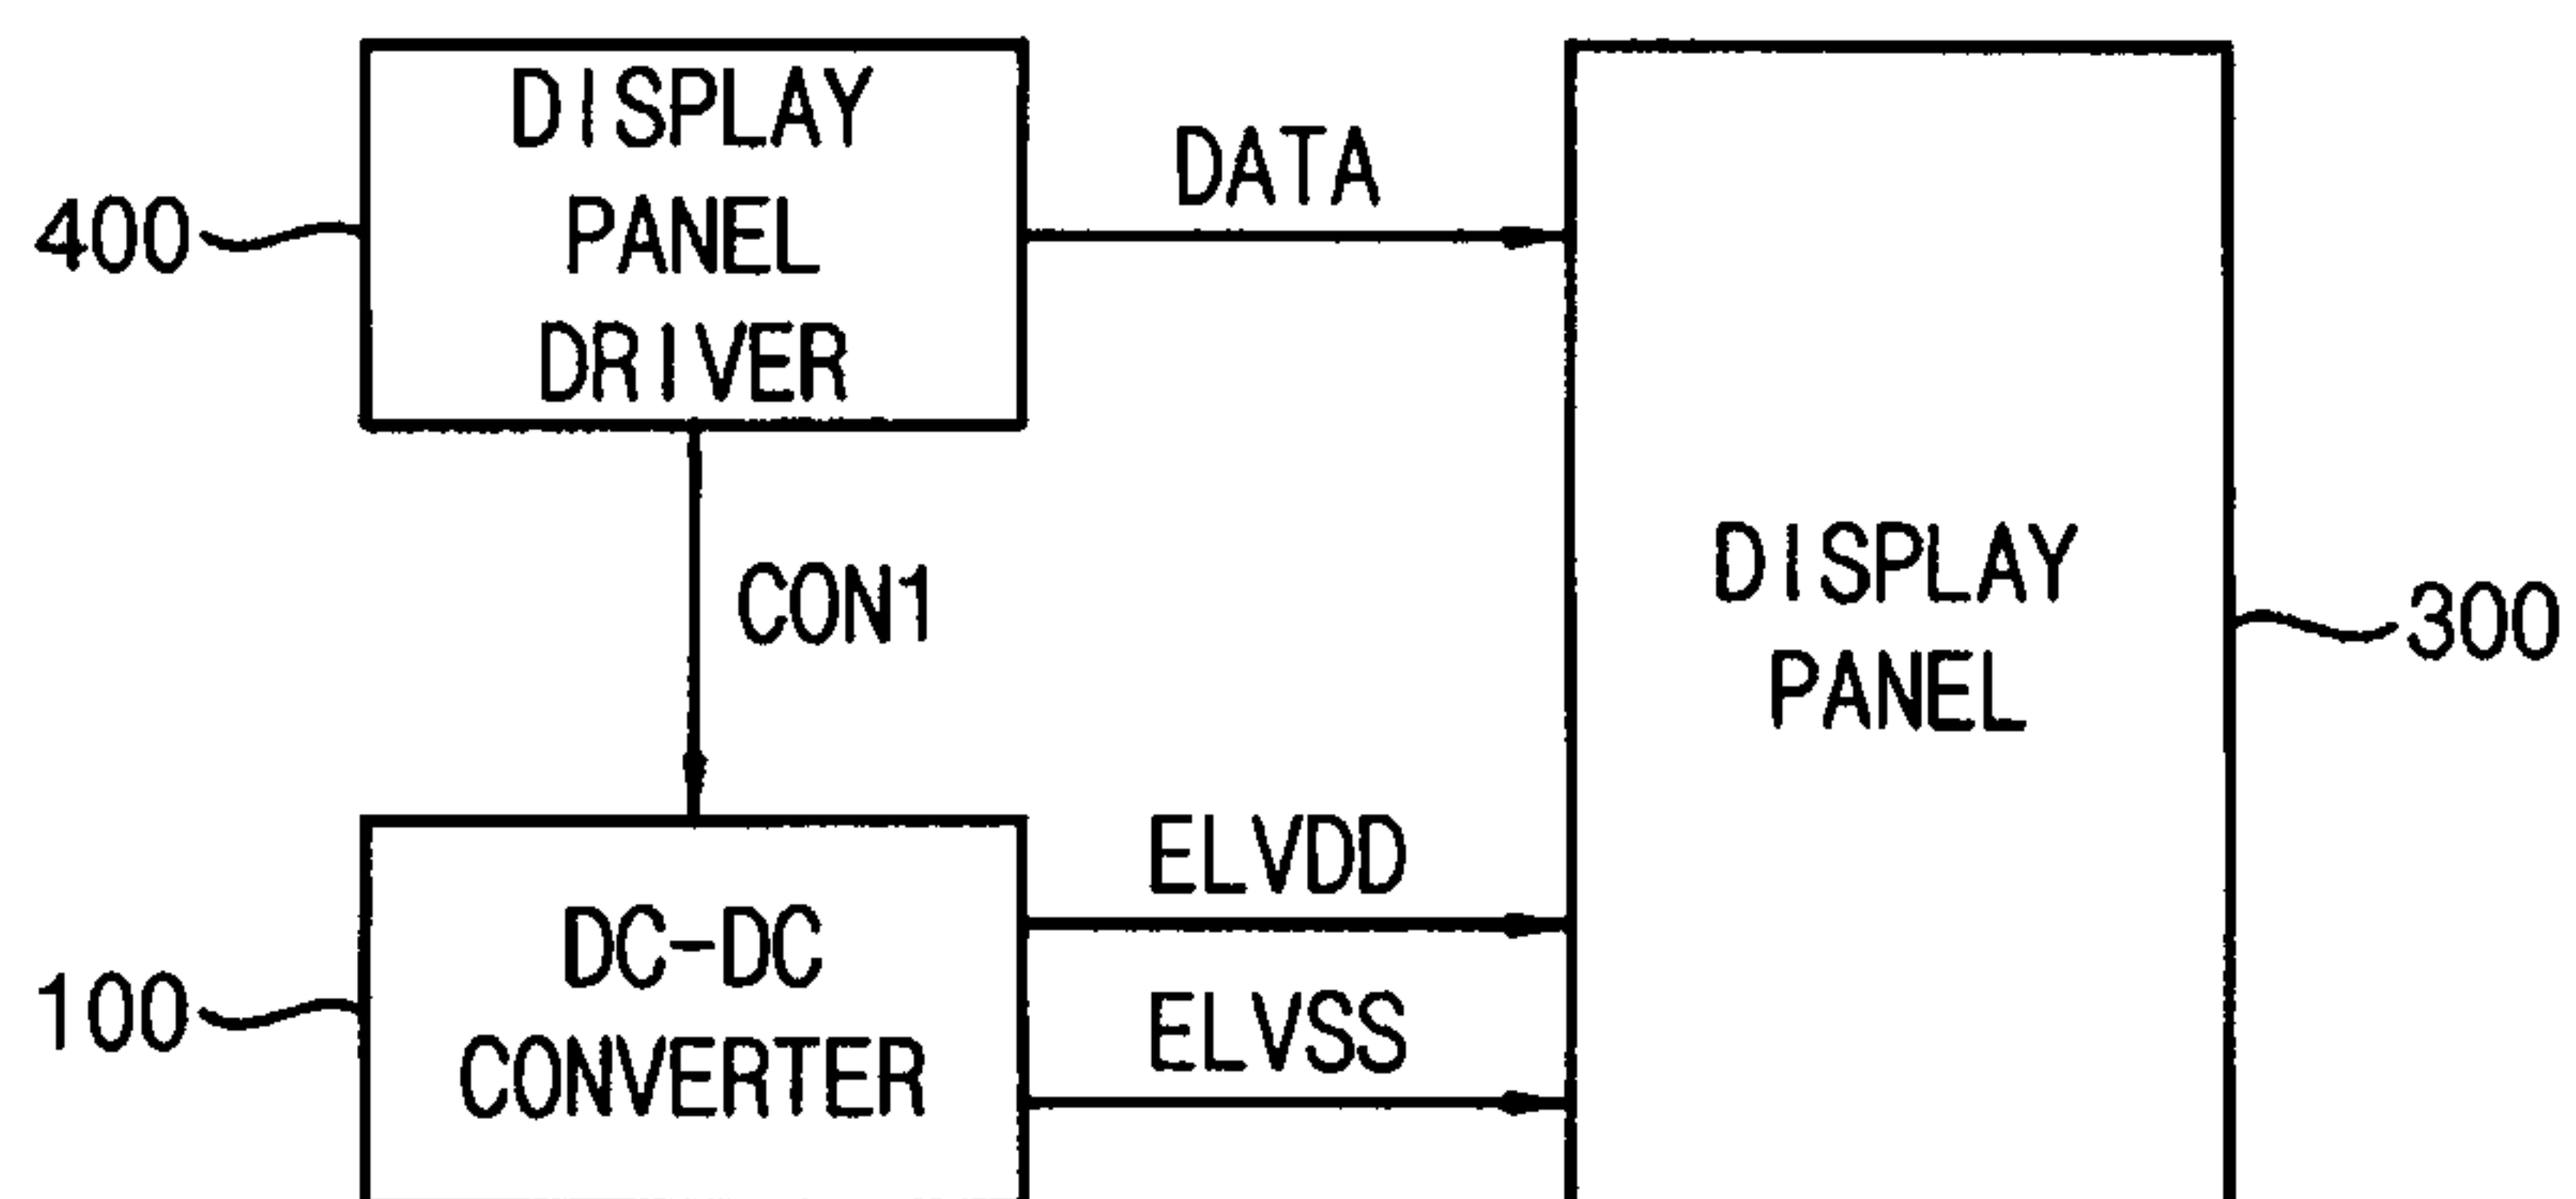 DISPLAY
PANEL
DRIVER
400
DATA
CON1
DISPLAY
PANEL
300
DC-DC
CONVERTER
100
ELVDD
ELVSS